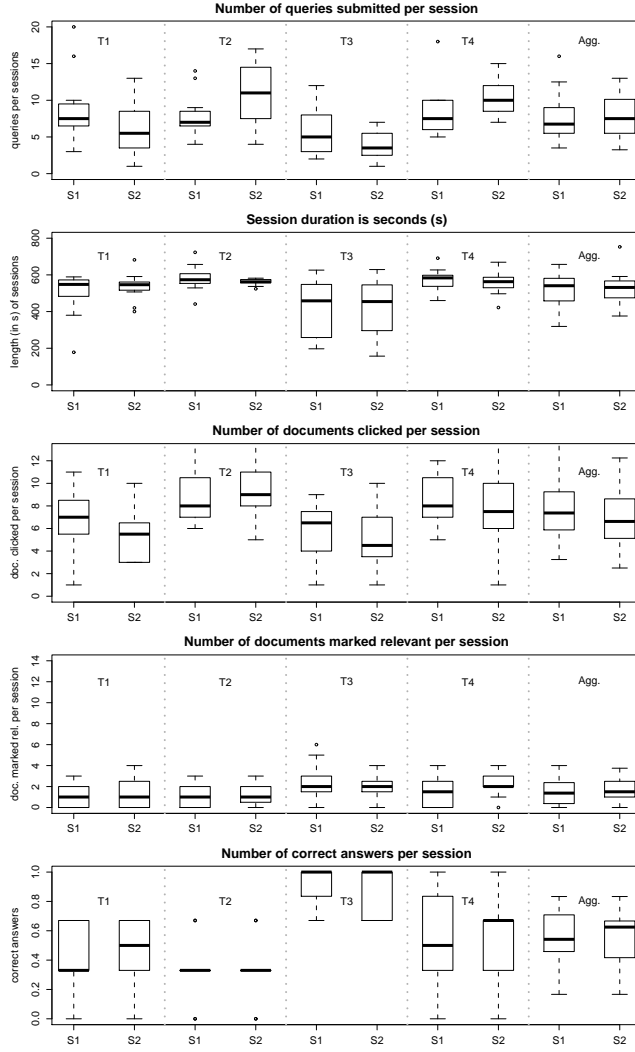 Number of queries submitted per session
queries per sessions
20
15
10
5
0
T1 T2 T3 T4 Agg.
S1 S2 S1 S2 S1 S2 S1 S2 S1 S2
Session duration is seconds (s)
length (in s) of sessions
800
600
400
200
0
T1 T2 T3 T4 Agg.
S1 S2 S1 S2 S1 S2 S1 S2 S1 S2
Number of documents clicked per session
doc. clicked per session
12
10
8
6
4
2
0
T1 T2 T3 T4 Agg.
S1 S2 S1 S2 S1 S2 S1 S2 S1 S2
Number of documents marked relevant per session
doc. marked rel. per session
14
12
10
8
6
4
2
0
T1 T2 T3 T4 Agg.
S1 S2 S1 S2 S1 S2 S1 S2 S1 S2
Number of correct answers per session
correct answers
1.0
0.8
0.6
0.4
0.2
0.0
T1 T2 T3 T4 Agg.
S1 S2 S1 S2 S1 S2 S1 S2 S1 S2